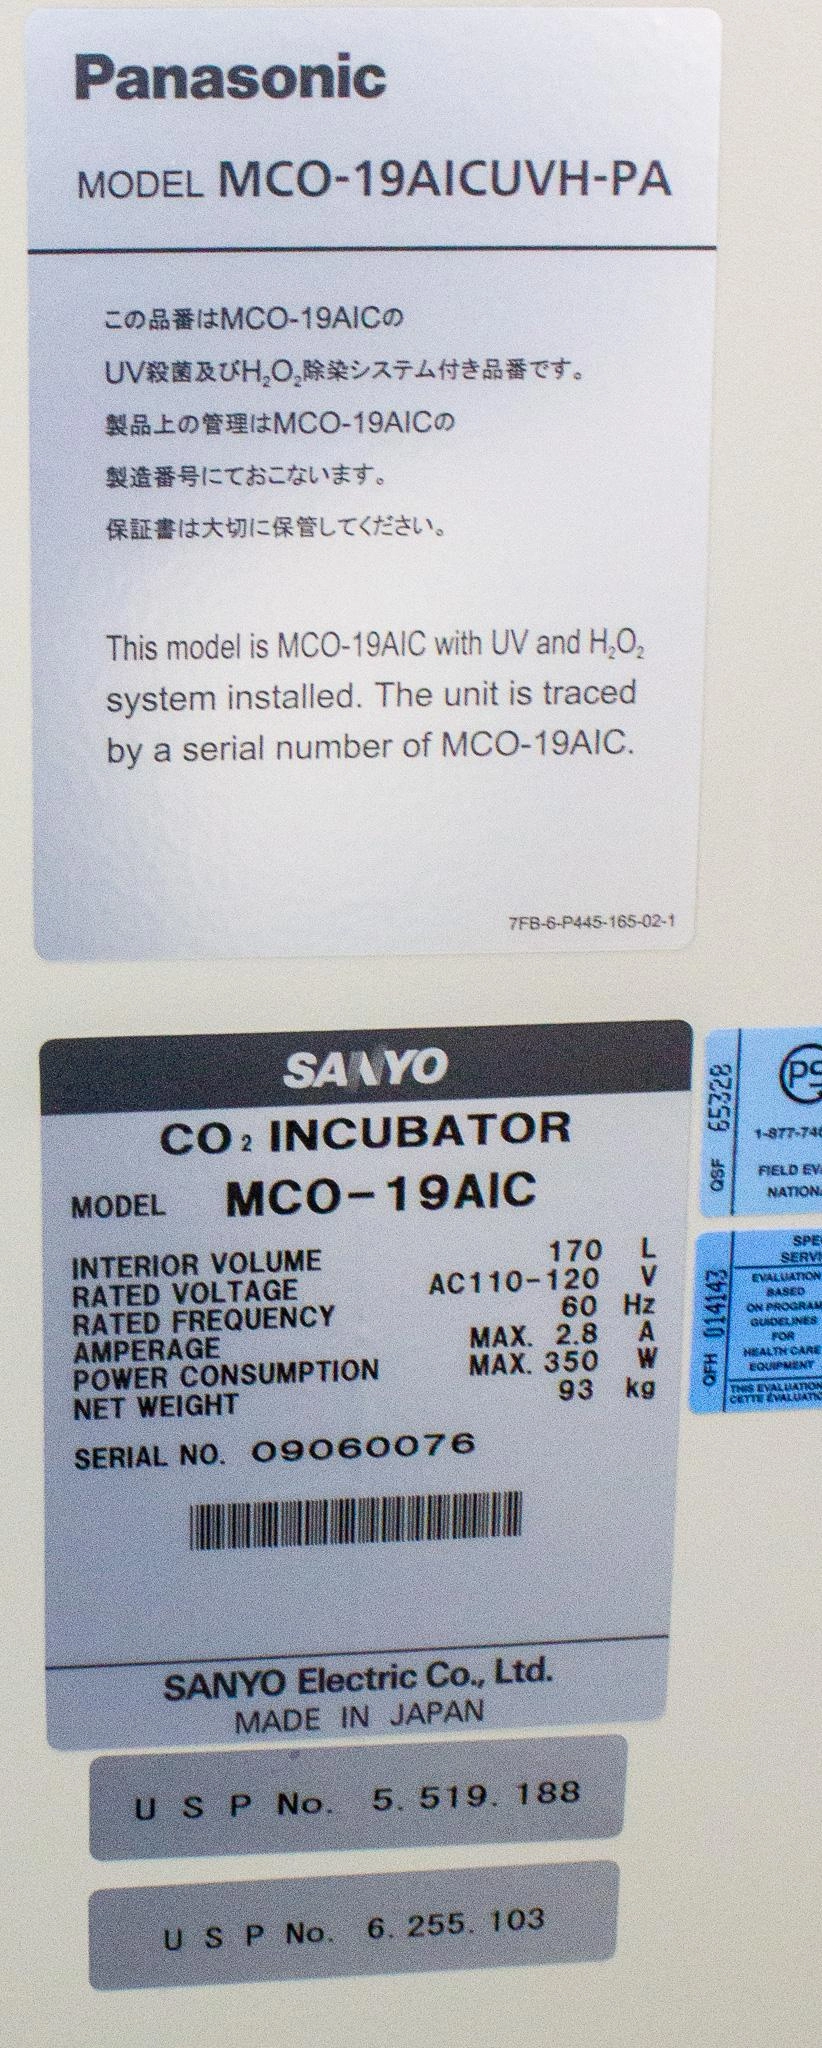 Panasonic
MODEL MCO-19AICUVH-PA
この品番はMCO-19AICの
UV殺菌及びH₂O₂除染システム付き品番です。
製品上の管理はMCO-19AICの
製造番号にておこないます。
保証書は大切に保管してください。
This model is MCO-19AIC with UV and H₂O₂
system installed. The unit is traced
by a serial number of MCO-19AIC.
7FB-6-P445-165-02-1
SANYO
CO₂ INCUBATOR
MODEL MCO-19AIC
INTERIOR VOLUME 170 L
RATED VOLTAGE AC110-120 V
RATED FREQUENCY 60 Hz
AMPERAGE MAX. 2.8 A
POWER CONSUMPTION MAX. 350 W
NET WEIGHT 93 kg
SERIAL NO. 09060076
SANYO Electric Co., Ltd.
MADE IN JAPAN
U S P No. 5. 519. 188
U S P No. 6. 255. 103
QSF 65328
1-877-74
FIELD EV
NATION
QFH 014143
SPE
SERVI
EVALUATION
BASED
ON PROGRAM
GUIDELINES
FOR
HEALTH CARE
EQUIPMENT
THIS EVALUATION
CETTE ÉVALUATI